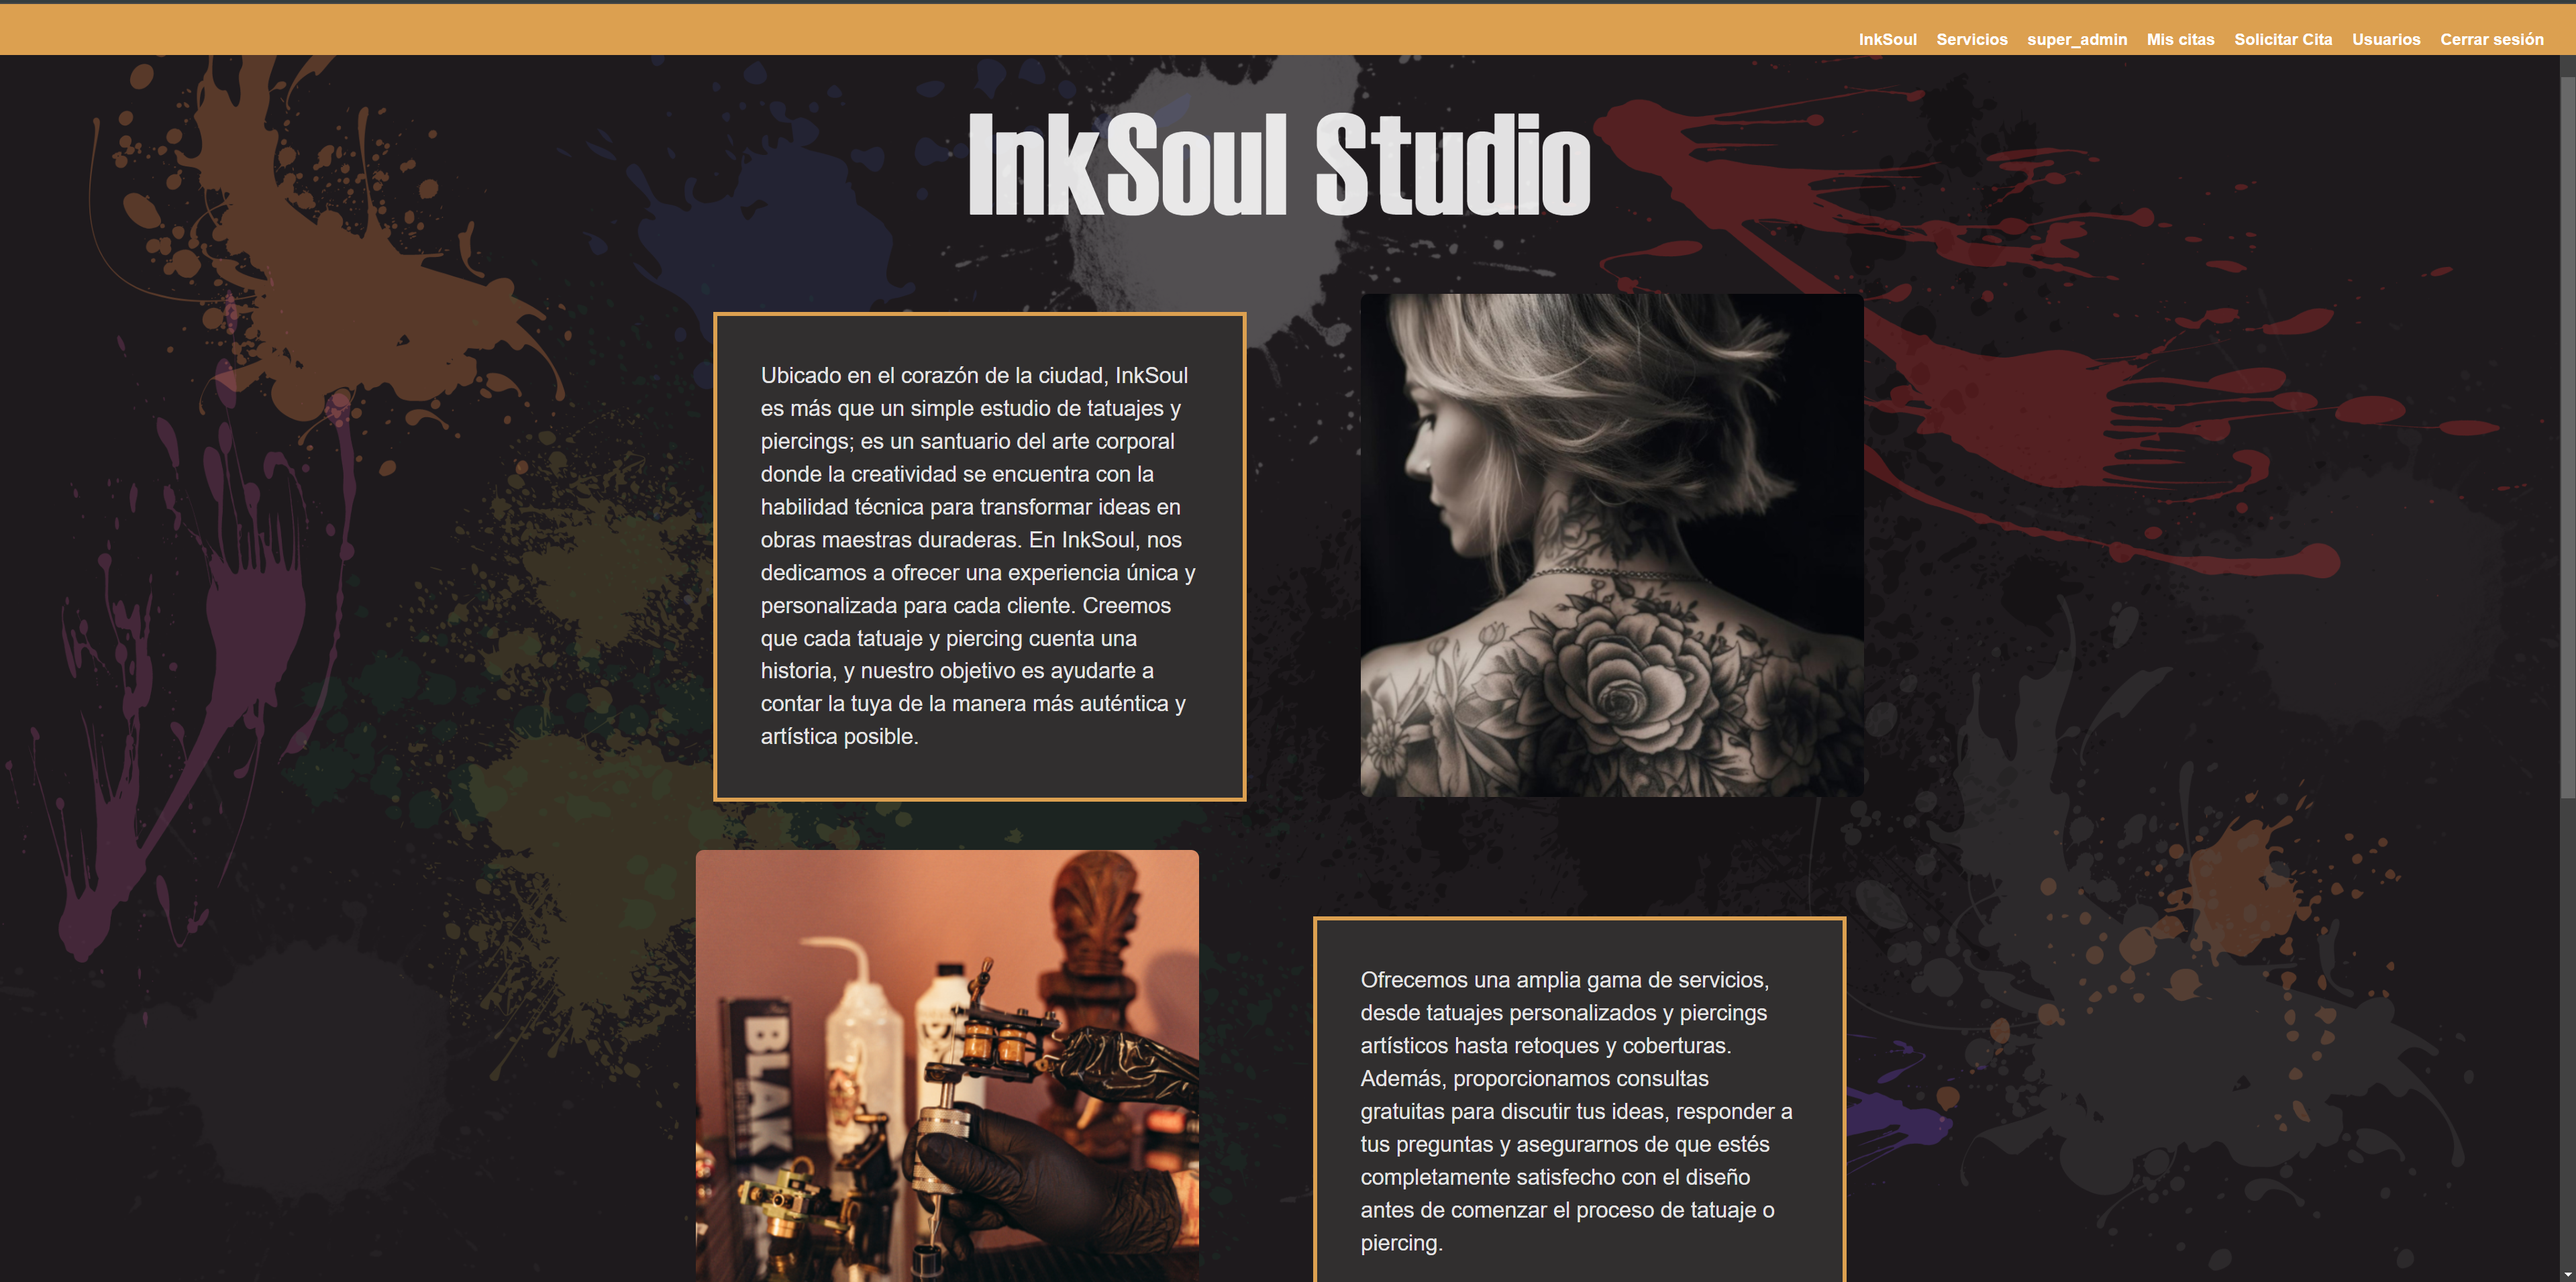 InkSoul Servicios super_admin Mis citas Solicitar Cita Usuarios Cerrar sesión
InkSoul Studio
Ubicado en el corazón de la ciudad, InkSoul
es más que un simple estudio de tatuajes y
piercings; es un santuario del arte corporal
donde la creatividad se encuentra con la
habilidad técnica para transformar ideas en
obras maestras duraderas. En InkSoul, nos
dedicamos a ofrecer una experiencia única y
personalizada para cada cliente. Creemos
que cada tatuaje y piercing cuenta una
historia, y nuestro objetivo es ayudarte a
contar la tuya de la manera más auténtica y
artística posible.
BLAK
Ofrecemos una amplia gama de servicios,
desde tatuajes personalizados y piercings
artísticos hasta retoques y coberturas.
Además, proporcionamos consultas
gratuitas para discutir tus ideas, responder a
tus preguntas y asegurarnos de que estés
completamente satisfecho con el diseño
antes de comenzar el proceso de tatuaje o
piercing.